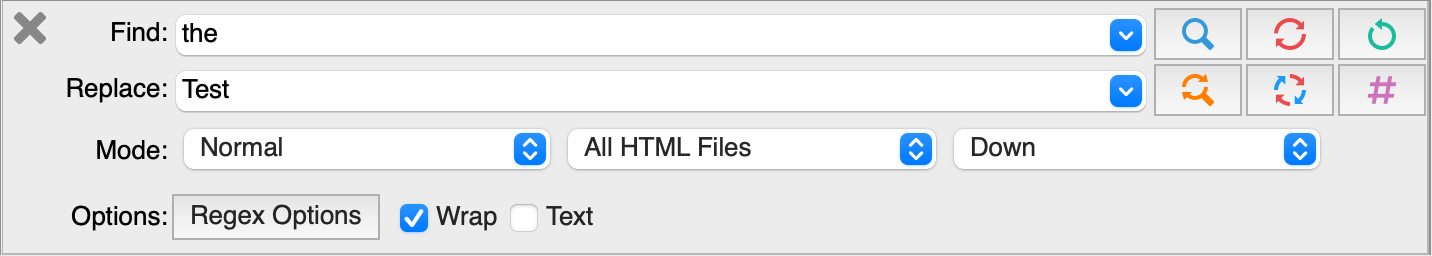 Find: the
Replace: Test
Mode: Normal All HTML Files Down
Options: Regex Options Wrap Text